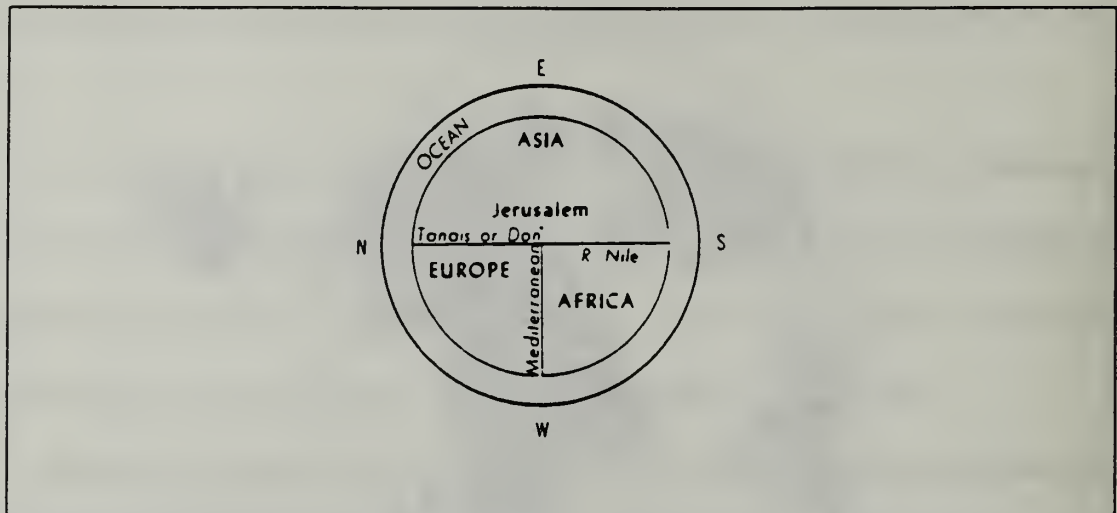 E
OCEAN
ASIA
Jerusalem
Tanais or Don
N
S
R Nile
EUROPE
AFRICA
Mediterranean
W